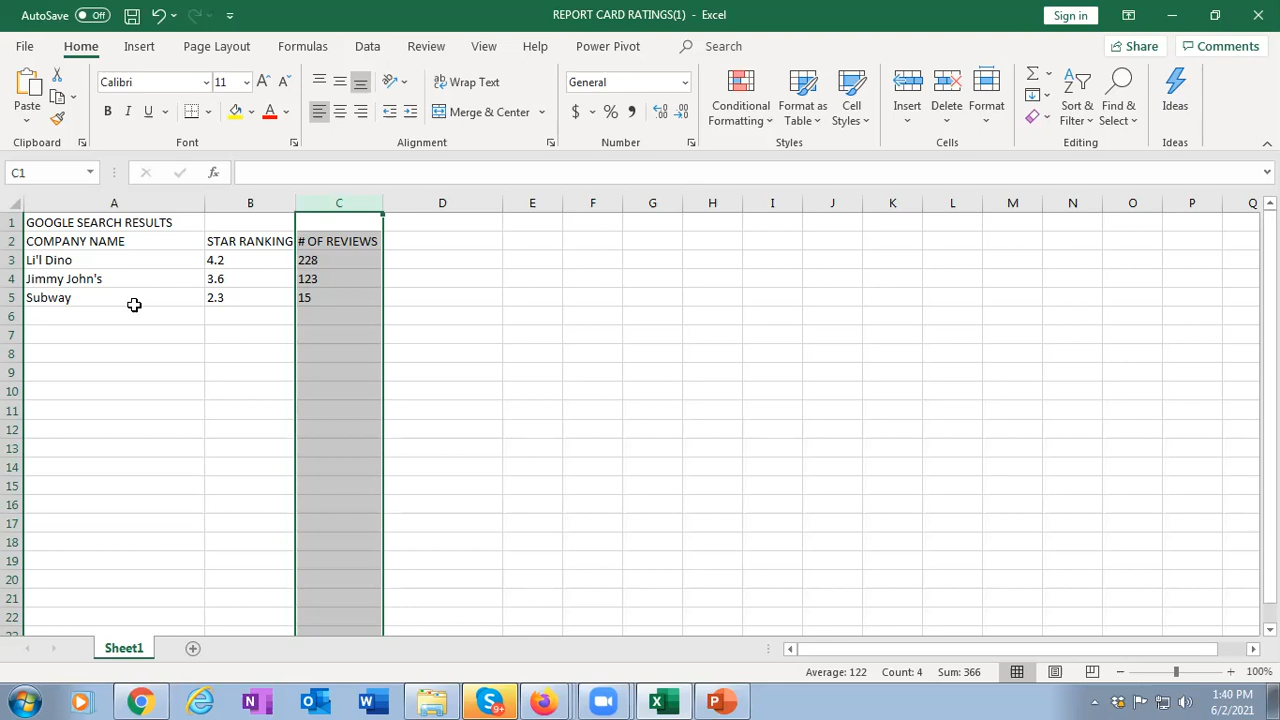 AutoSave Off
REPORT CARD RATINGS(1) - Excel
Sign in
File Home Insert Page Layout Formulas Data Review View Help Power Pivot Search Share Comments
Paste
Calibri 11
Wrap Text
Merge & Center
General
$ % ,
Conditional Formatting
Format as Table
Cell Styles
Insert Delete Format
Sort & Filter
Find & Select
Ideas
Clipboard Font Alignment Number Styles Cells Editing Ideas
C1 fx
A B C D E F G H I J K L M N O P Q
1 GOOGLE SEARCH RESULTS
2 COMPANY NAME STAR RANKING # OF REVIEWS
3 Li'l Dino 4.2 228
4 Jimmy John's 3.6 123
5 Subway 2.3 15
6
7
8
9
10
11
12
13
14
15
16
17
18
19
20
21
22
23
Sheet1
Average: 122 Count: 4 Sum: 366 100%
1:40 PM
6/2/2021